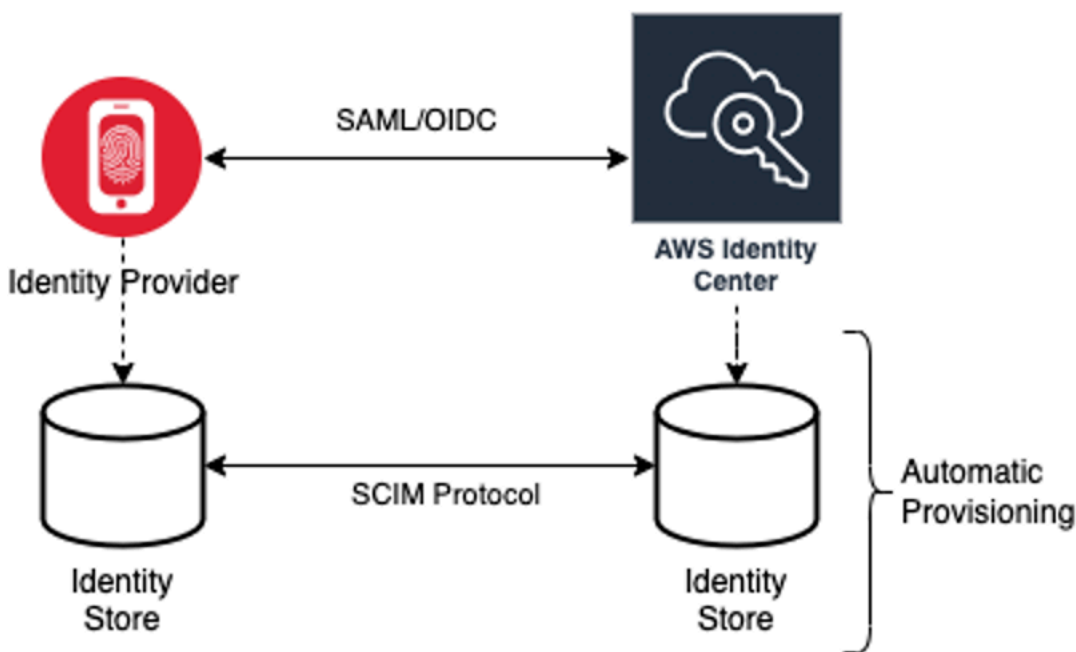 SAML/OIDC
AWS Identity
Center
Identity Provider
Automatic
Provisioning
SCIM Protocol
Identity
Store
Identity
Store